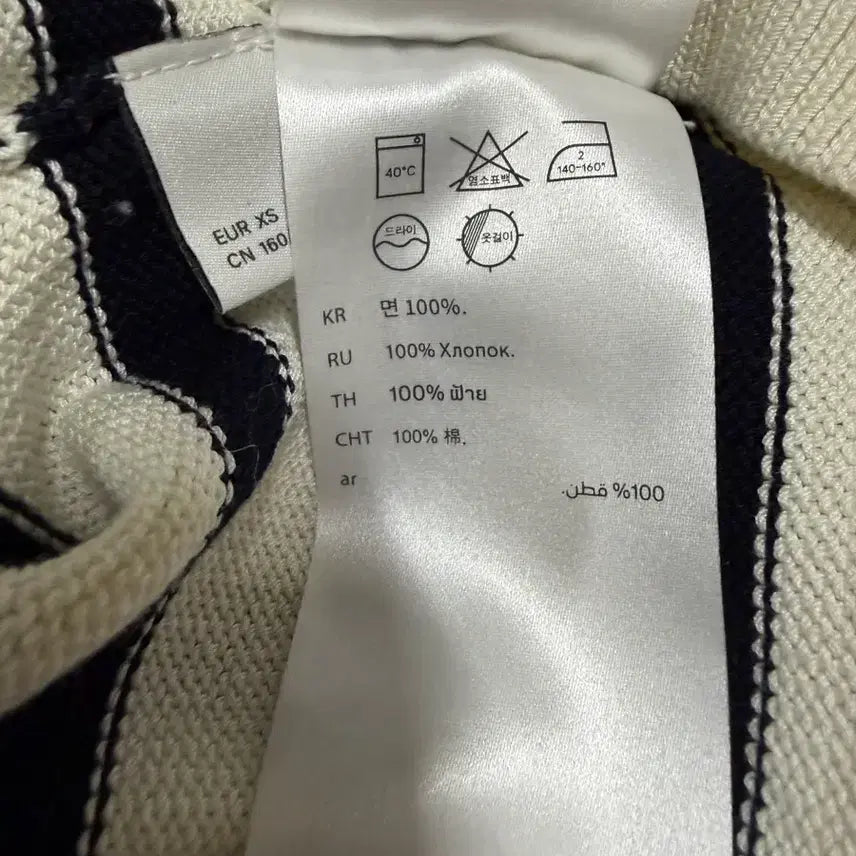 40°C
염소표백
2
140~160°
드라이
옷걸이
EUR XS
CN 160
KR 면 100%.
RU 100% Хлопок.
TH 100% ฝ้าย
CHT 100% 棉.
ar
100% قطن.